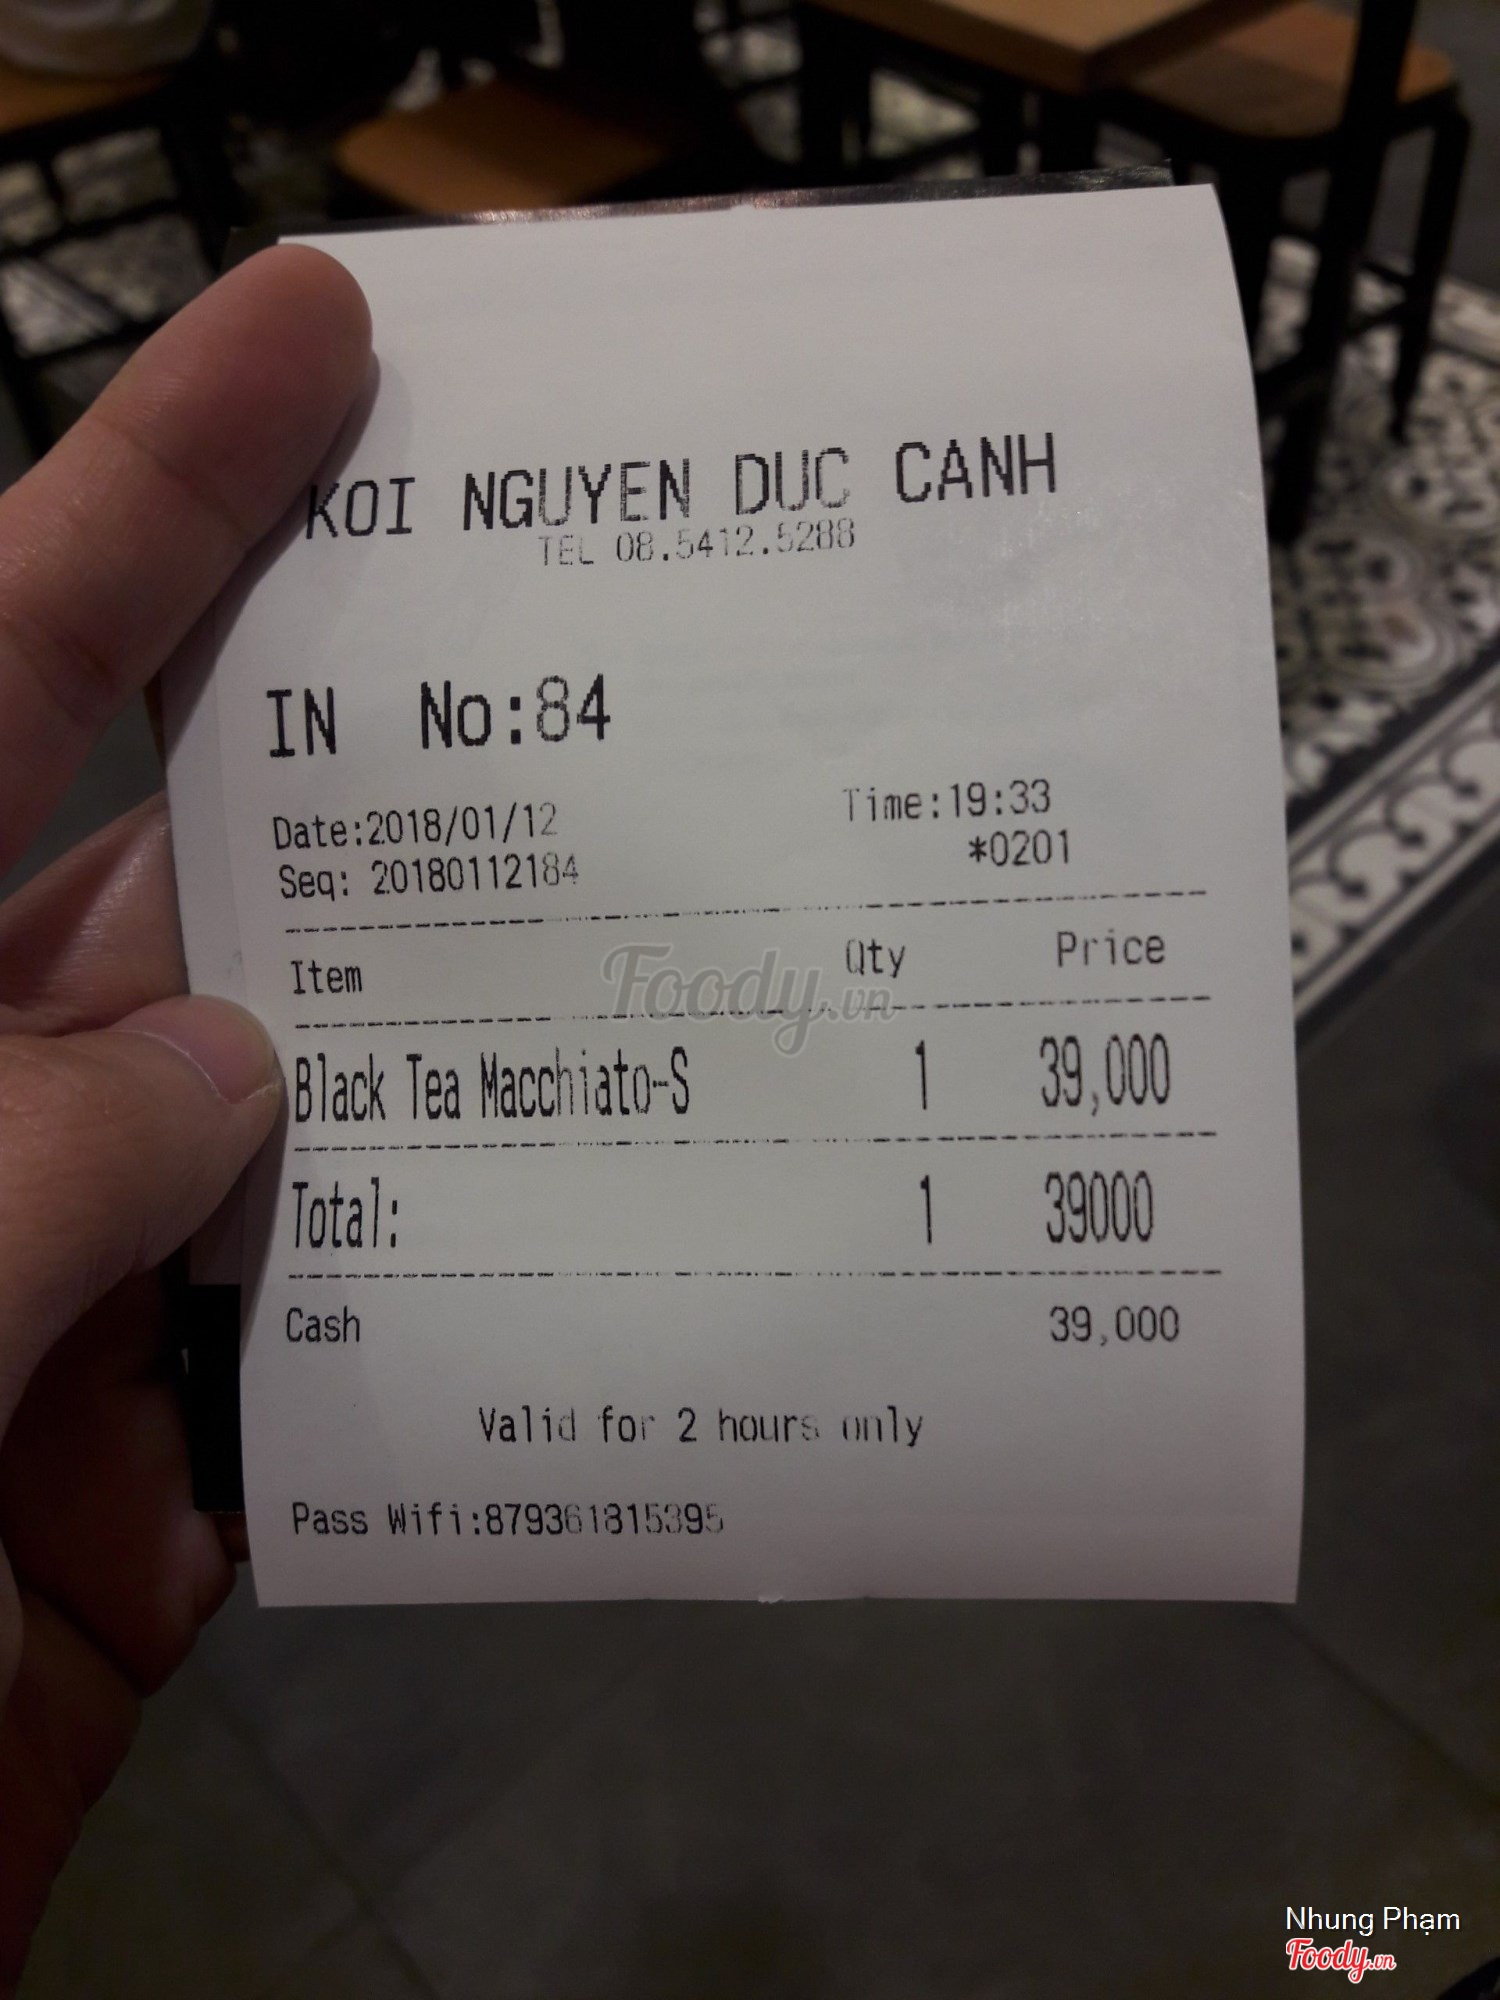 KOI NGUYEN DUC CANH
TEL 08.5412.5288
IN No:84
Date:2018/01/12 Time:19:33
Seq: 20180112184 *0201
Item Qty Price
Foody.vn
Black Tea Macchiato-S 1 39,000
Total: 1 39000
Cash 39,000
Valid for 2 hours only
Pass Wifi:879361815395
Nhung Phạm
Foody.vn